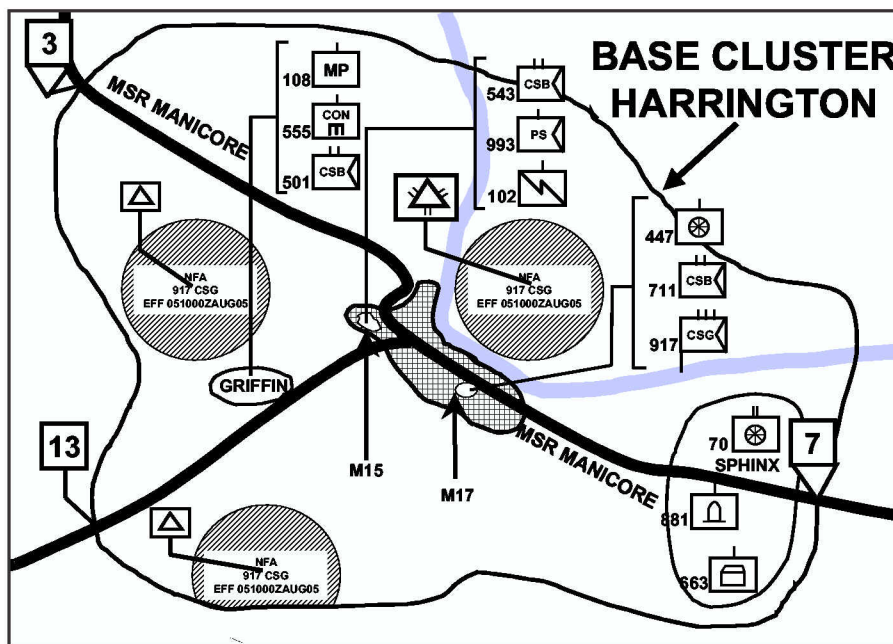 3
MSR MANICORE
108
MP
555
CON
501
CSB
543
CSB
993
PS
102
BASE CLUSTER
HARRINGTON
447
711
CSB
917
CSG
NFA
917 CSG
EFF 051000ZAUG05
NFA
917 CSG
EFF 051000ZAUG05
GRIFFIN
13
M15
M17
MSR MANICORE
70
SPHINX
7
881
663
NFA
917 CSG
EFF 051000ZAUG05